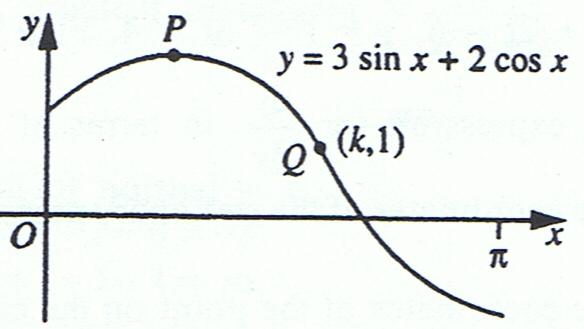 y
P
y = 3 sin x + 2 cos x
Q (k,1)
O
π
x